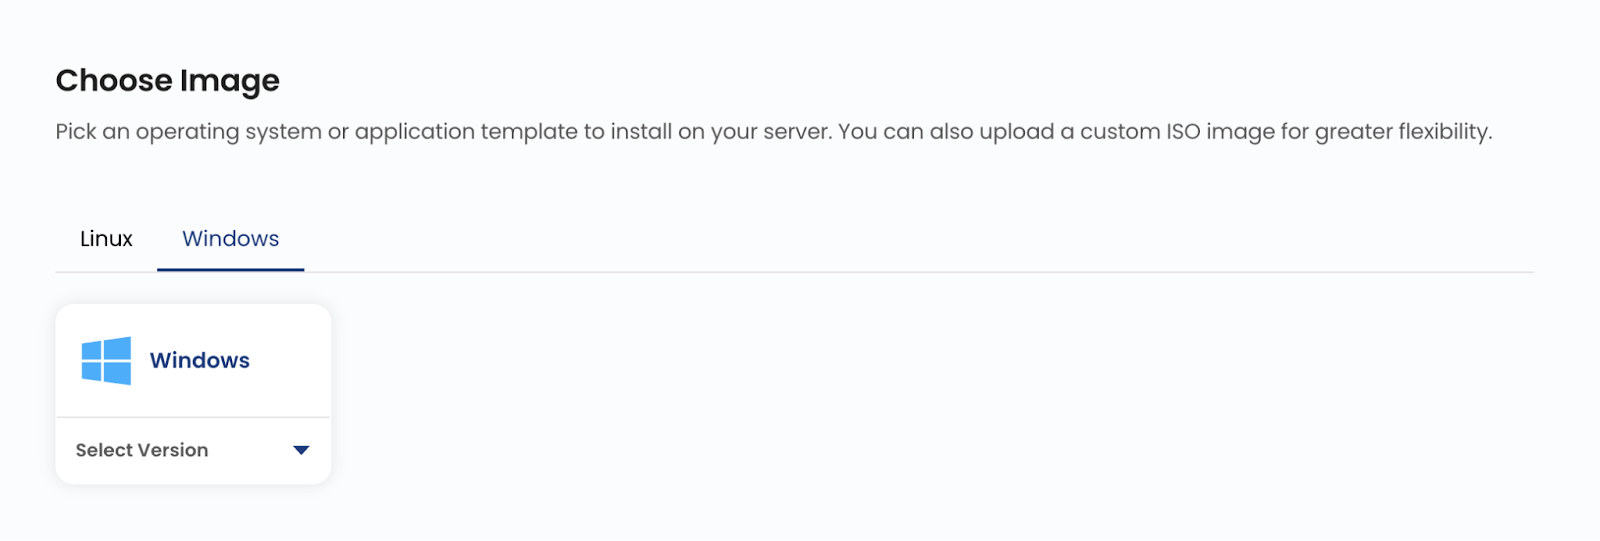 Choose Image
Pick an operating system or application template to install on your server. You can also upload a custom ISO image for greater flexibility.
Linux Windows
Windows
Select Version